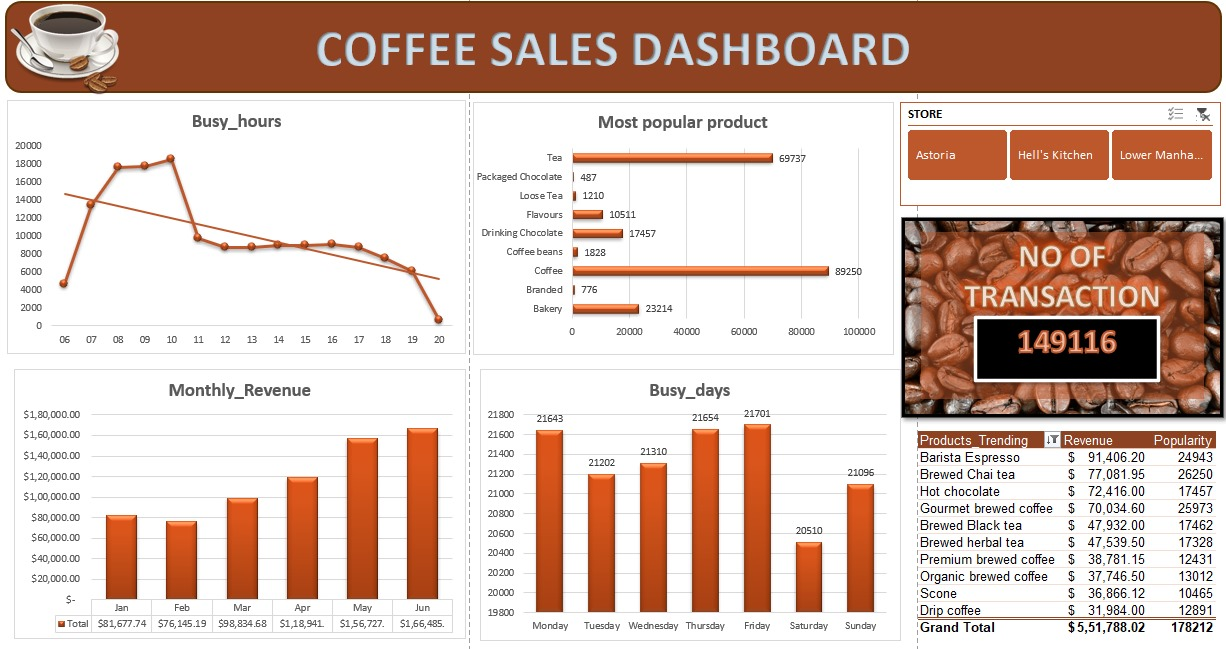 COFFEE SALES DASHBOARD
Busy_hours
20000
18000
16000
14000
12000
10000
8000
6000
4000
2000
0
06 07 08 09 10 11 12 13 14 15 16 17 18 19 20
Most popular product
Tea 69737
Packaged Chocolate 487
Loose Tea 1210
Flavours 10511
Drinking Chocolate 17457
Coffee beans 1828
Coffee 89250
Branded 776
Bakery 23214
0 20000 40000 60000 80000 100000
STORE
Astoria Hell's Kitchen Lower Manha...
NO OF
TRANSACTION
149116
Monthly_Revenue
$1,80,000.00
$1,60,000.00
$1,40,000.00
$1,20,000.00
$1,00,000.00
$80,000.00
$60,000.00
$40,000.00
$20,000.00
$-
Jan Feb Mar Apr May Jun
Total $81,677.74 $76,145.19 $98,834.68 $1,18,941. $1,56,727. $1,66,485.
Busy_days
21800
21600
21400
21200
21000
20800
20600
20400
20200
20000
19800
21643 21202 21310 21654 21701 20510 21096
Monday Tuesday Wednesday Thursday Friday Saturday Sunday
Products_Trending Revenue Popularity
Barista Espresso $ 91,406.20 24943
Brewed Chai tea $ 77,081.95 26250
Hot chocolate $ 72,416.00 17457
Gourmet brewed coffee $ 70,034.60 25973
Brewed Black tea $ 47,932.00 17462
Brewed herbal tea $ 47,539.50 17328
Premium brewed coffee $ 38,781.15 12431
Organic brewed coffee $ 37,746.50 13012
Scone $ 36,866.12 10465
Drip coffee $ 31,984.00 12891
Grand Total $ 5,51,788.02 178212